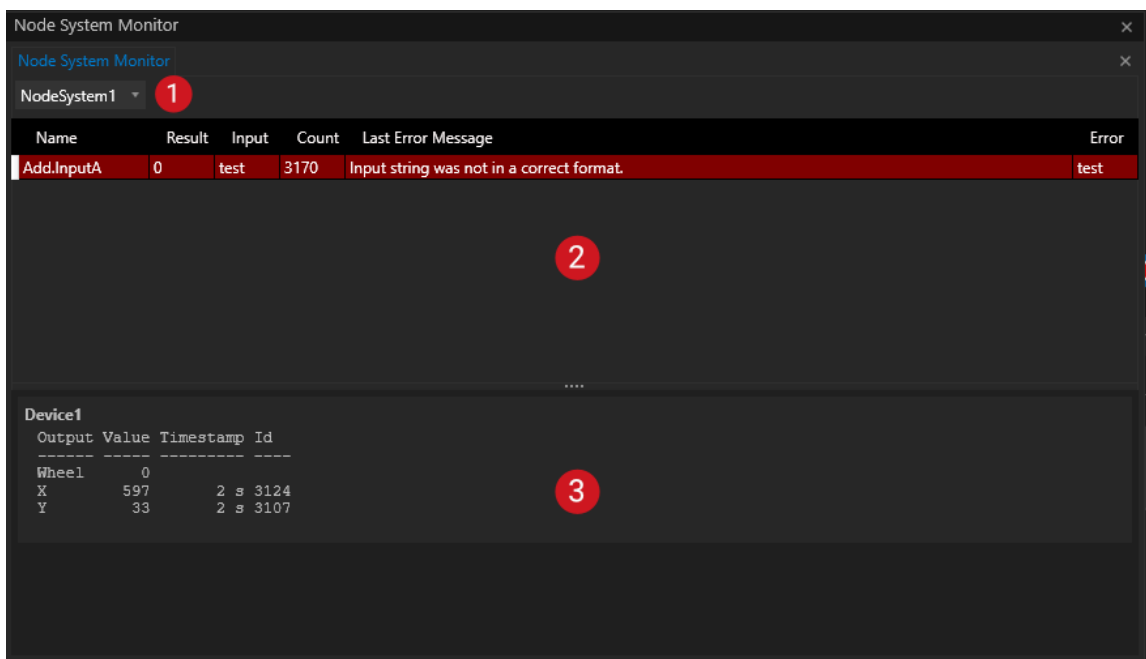 Node System Monitor
Node System Monitor
NodeSystem1 1
Name Result Input Count Last Error Message Error
Add.InputA 0 test 3170 Input string was not in a correct format. test
2
Device1
Output Value Timestamp Id
------ ----- --------- ----
Wheel 0
X 597 2 s 3124
3
Y 33 2 s 3107